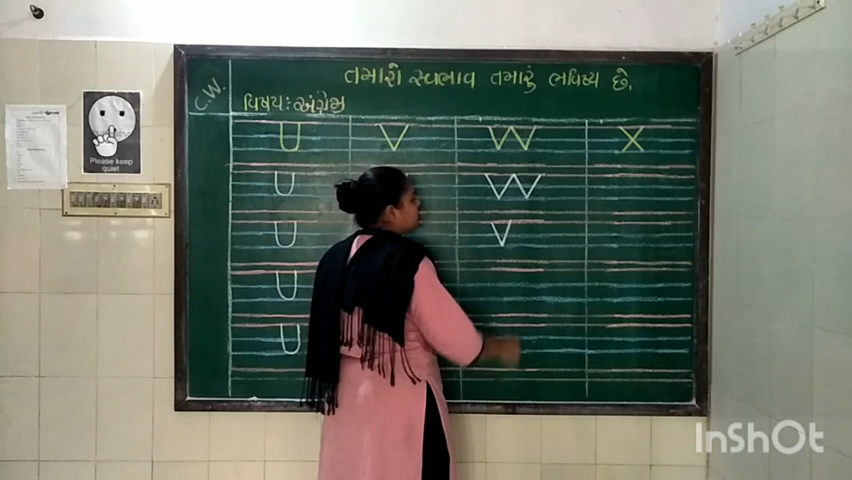 તમારો સ્વભાવ તમારું ભવિષ્ય છે.
C.W.
વિષય: અંગ્રેજી
U V W X
U W
U V
U
U
Please keep
quiet
InShOt